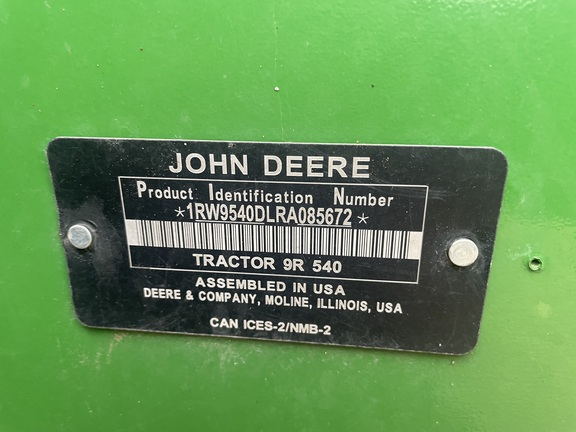 JOHN DEERE
Product Identification Number
*1RW9540DLRA085672*
TRACTOR 9R 540
ASSEMBLED IN USA
DEERE & COMPANY, MOLINE, ILLINOIS, USA
CAN ICES-2/NMB-2